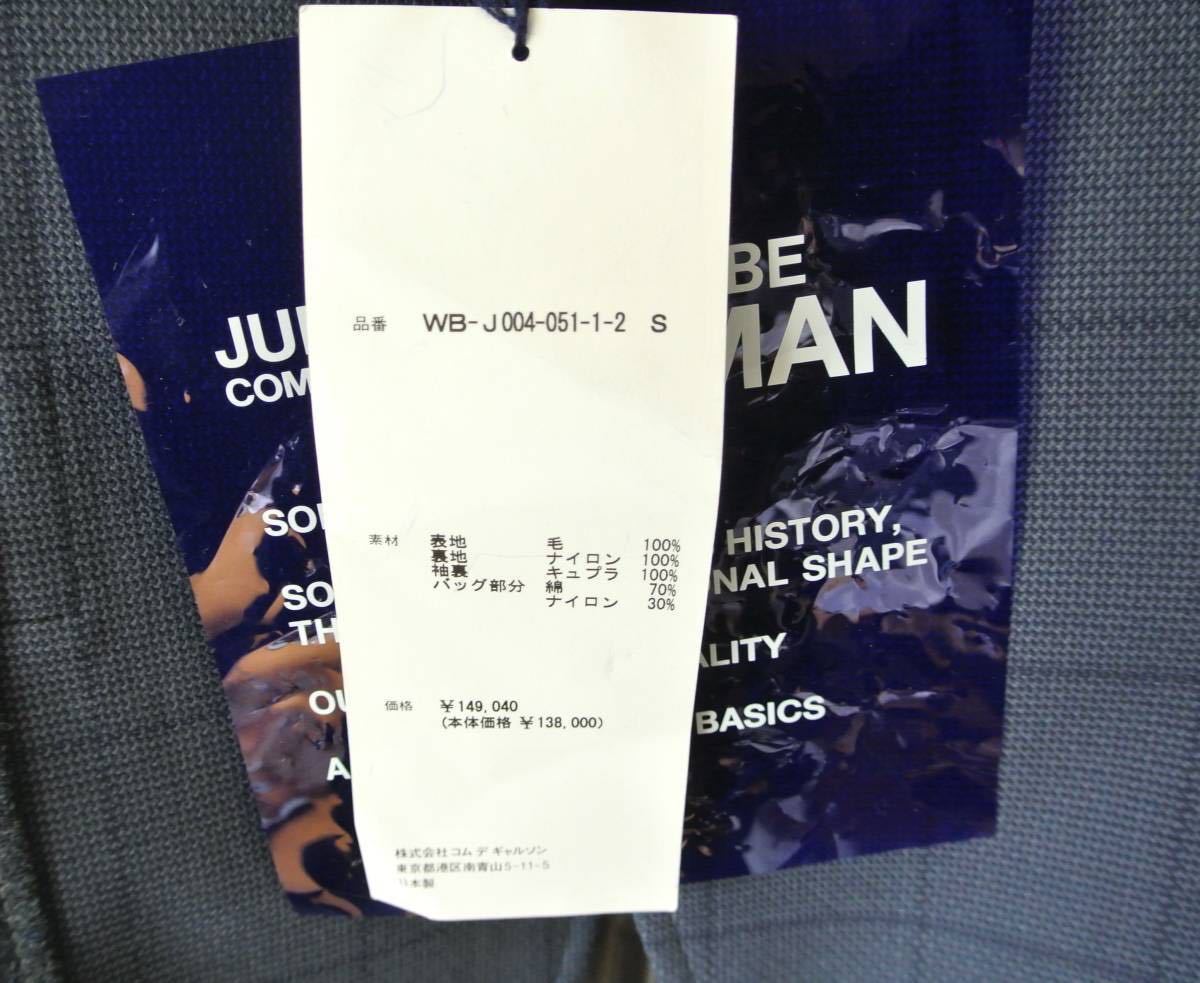 BE
JU
MAN
COM
品番 WB-J004-051-1-2 S
SO
HISTORY,
NAL SHAPE
SO
TH
ALITY
OU
BASICS
A
素材 表地 毛 100%
裏地 ナイロン 100%
袖裏 キュプラ 100%
バッグ部分 綿 70%
ナイロン 30%
価格 ¥149,040
(本体価格 ¥138,000)
株式会社コム デ ギャルソン
東京都港区南青山5-11-5
日本製